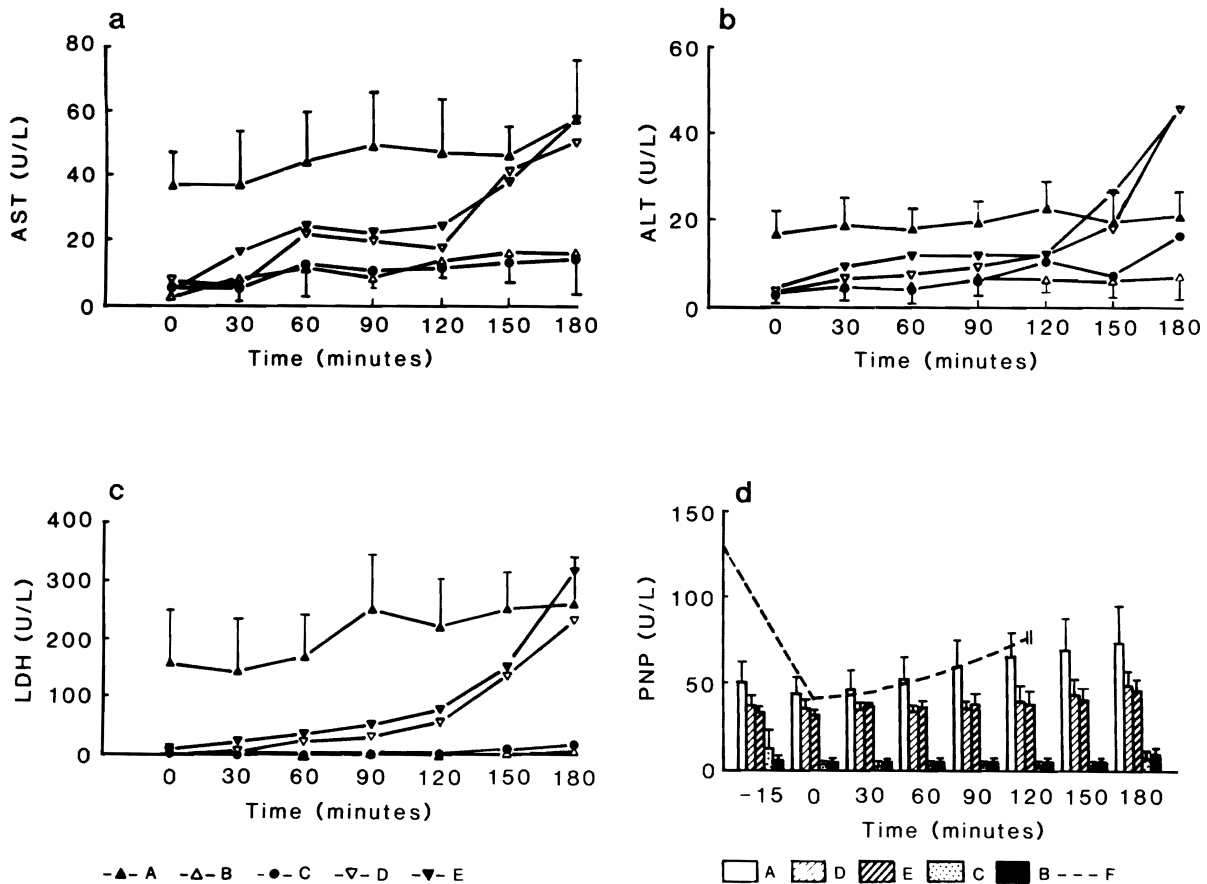 a
AST (U/L)
80
60
40
20
0
0 30 60 90 120 150 180
Time (minutes)
b
ALT (U/L)
60
40
20
0
0 30 60 90 120 150 180
Time (minutes)
c
LDH (U/L)
400
300
200
100
0
0 30 60 90 120 150 180
Time (minutes)
d
PNP (U/L)
150
100
50
0
-15 0 30 60 90 120 150 180
Time (minutes)
A B C D E
A D E C B F